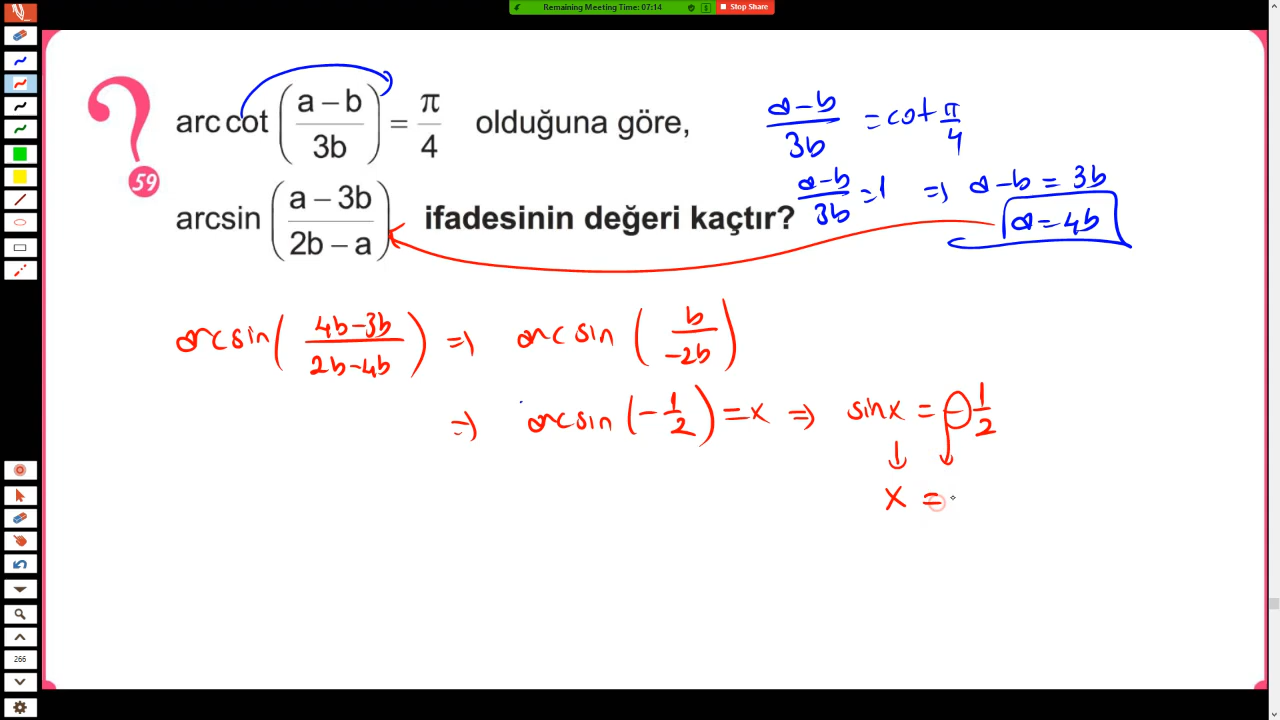 Remaining Meeting Time: 07:14 Stop Share
arc cot ( a – b / 3b ) = π / 4 olduğuna göre,
59
arcsin ( a – 3b / 2b – a ) ifadesinin değeri kaçtır?
a-b / 3b = cot π / 4
a-b / 3b = 1 => a-b = 3b
a = 4b
arcsin ( 4b-3b / 2b-4b ) => arcsin ( b / -2b )
=> arcsin ( - 1 / 2 ) = x => sinx = - 1 / 2
x =
266